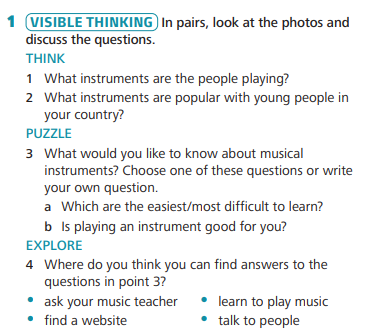 1 VISIBLE THINKING In pairs, look at the photos and
discuss the questions.
THINK
1 What instruments are the people playing?
2 What instruments are popular with young people in
your country?
PUZZLE
3 What would you like to know about musical
instruments? Choose one of these questions or write
your own question.
a Which are the easiest/most difficult to learn?
b Is playing an instrument good for you?
EXPLORE
4 Where do you think you can find answers to the
questions in point 3?
• ask your music teacher • learn to play music
• find a website • talk to people